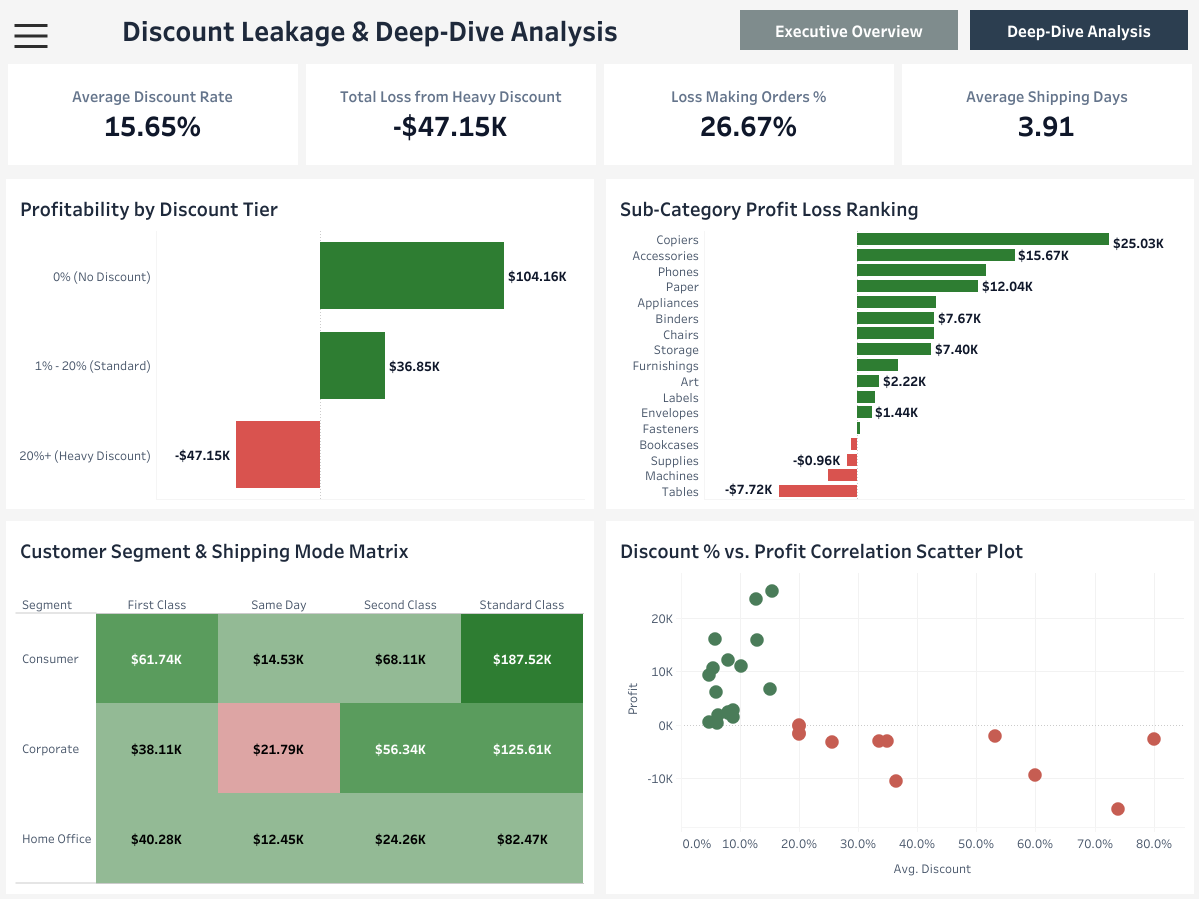 Discount Leakage & Deep-Dive Analysis
Executive Overview
Deep-Dive Analysis
Average Discount Rate
15.65%
Total Loss from Heavy Discount
-$47.15K
Loss Making Orders %
26.67%
Average Shipping Days
3.91
Profitability by Discount Tier
0% (No Discount)
$104.16K
1% - 20% (Standard)
$36.85K
20%+ (Heavy Discount)
-$47.15K
Sub-Category Profit Loss Ranking
Copiers
$25.03K
Accessories
$15.67K
Phones
Paper
$12.04K
Appliances
Binders
$7.67K
Chairs
Storage
$7.40K
Furnishings
Art
$2.22K
Labels
Envelopes
$1.44K
Fasteners
Bookcases
Supplies
-$0.96K
Machines
Tables
-$7.72K
Customer Segment & Shipping Mode Matrix
Segment First Class Same Day Second Class Standard Class
Consumer $61.74K $14.53K $68.11K $187.52K
Corporate $38.11K $21.79K $56.34K $125.61K
Home Office $40.28K $12.45K $24.26K $82.47K
Discount % vs. Profit Correlation Scatter Plot
Profit
20K
10K
0K
-10K
0.0% 10.0% 20.0% 30.0% 40.0% 50.0% 60.0% 70.0% 80.0%
Avg. Discount